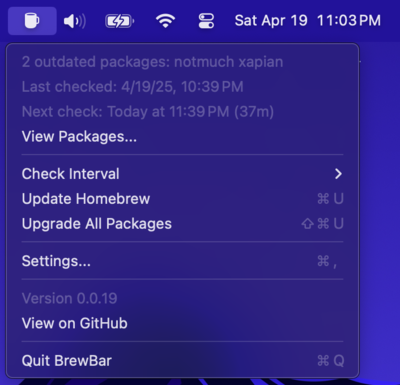 Sat Apr 19 11:03 PM
2 outdated packages: notmuch xapian
Last checked: 4/19/25, 10:39 PM
Next check: Today at 11:39 PM (37m)
View Packages...
Check Interval
Update Homebrew ⌘ U
Upgrade All Packages ⇧ ⌘ U
Settings... ⌘ ,
Version 0.0.19
View on GitHub
Quit BrewBar ⌘ Q